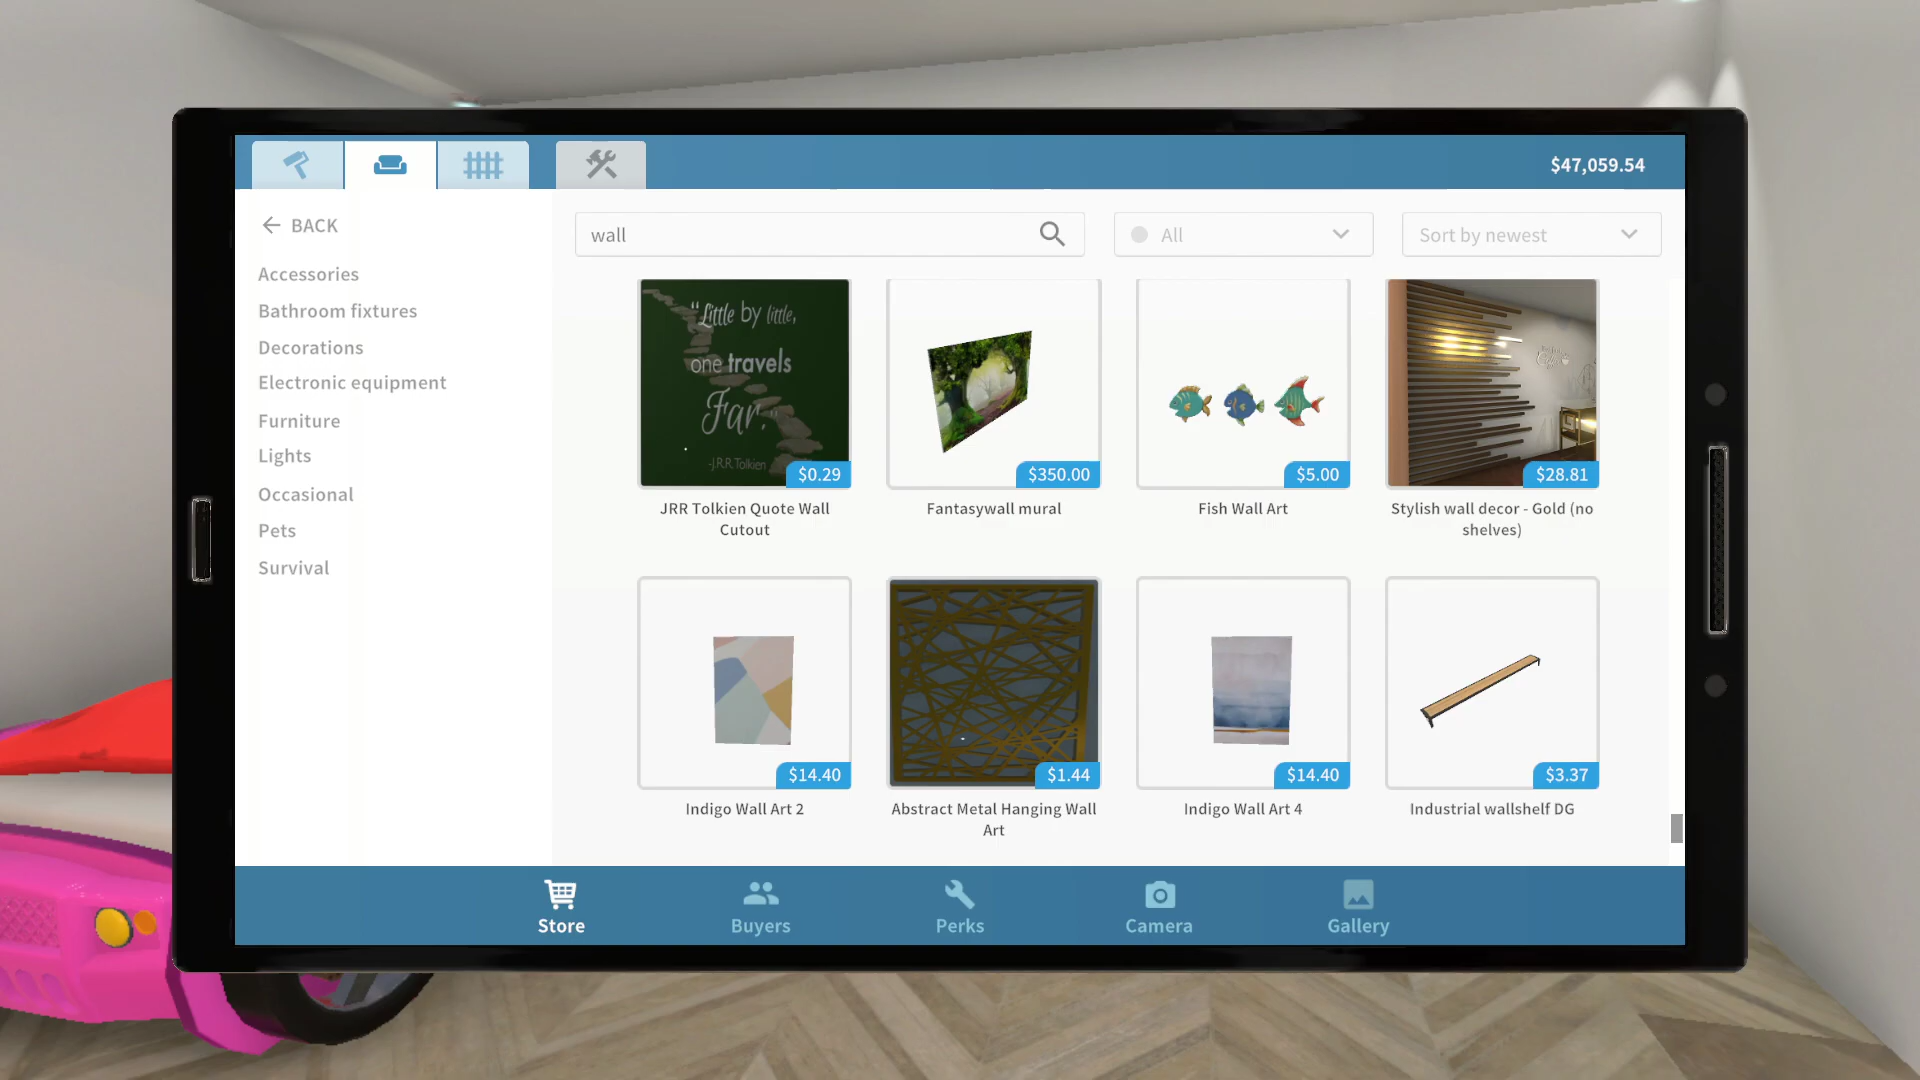 $47,059.54
BACK
wall
All
Sort by newest
Accessories
Bathroom fixtures
Decorations
Electronic equipment
Furniture
Lights
Occasional
Pets
Survival
"Little by little,
one travels
Far."
-J.R.R.Tolkien
$0.29
$350.00
$5.00
$28.81
JRR Tolkien Quote Wall
Cutout
Fantasywall mural
Fish Wall Art
Stylish wall decor - Gold (no
shelves)
$14.40
$1.44
$14.40
$3.37
Indigo Wall Art 2
Abstract Metal Hanging Wall
Art
Indigo Wall Art 4
Industrial wallshelf DG
Store
Buyers
Perks
Camera
Gallery